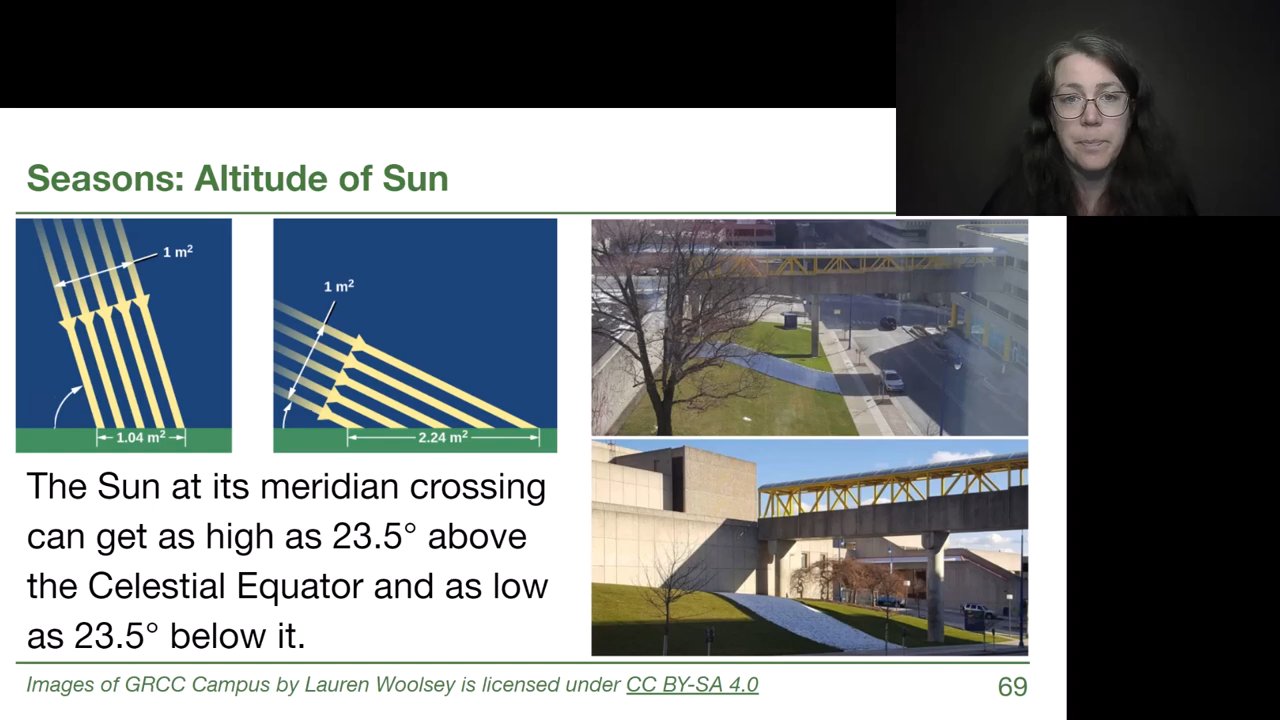 Seasons: Altitude of Sun
1 m²
1.04 m²
1 m²
2.24 m²
The Sun at its meridian crossing
can get as high as 23.5° above
the Celestial Equator and as low
as 23.5° below it.
Images of GRCC Campus by Lauren Woolsey is licensed under CC BY-SA 4.0
69